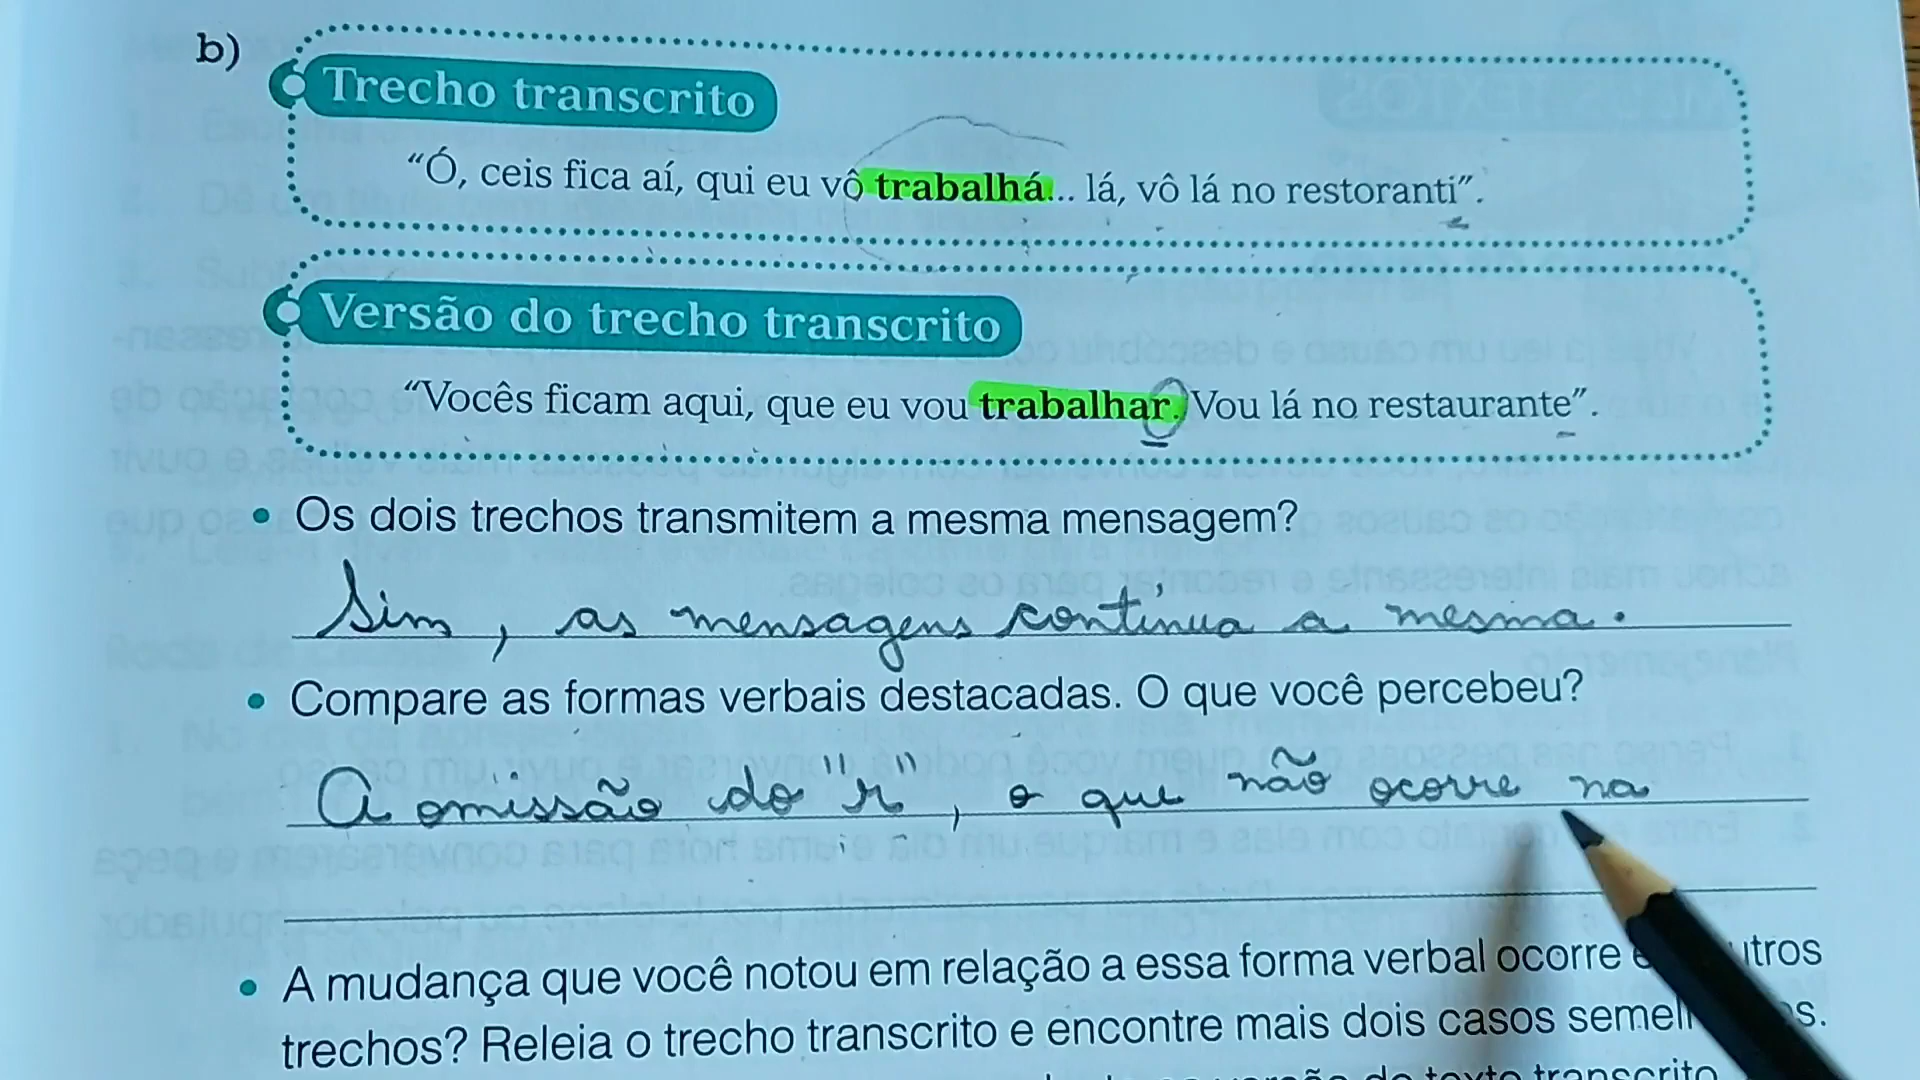 b)
Trecho transcrito
“Ó, ceis fica aí, qui eu vô trabalhá... lá, vô lá no restoranti”.
Versão do trecho transcrito
“Vocês ficam aqui, que eu vou trabalhar. Vou lá no restaurante”.
• Os dois trechos transmitem a mesma mensagem?
Sim, as mensagens contínua a mesma.
• Compare as formas verbais destacadas. O que você percebeu?
A omissão do "r", o que não ocorre na
• A mudança que você notou em relação a essa forma verbal ocorre
trechos? Releia o trecho transcrito e encontre mais dois casos
texto transcrito